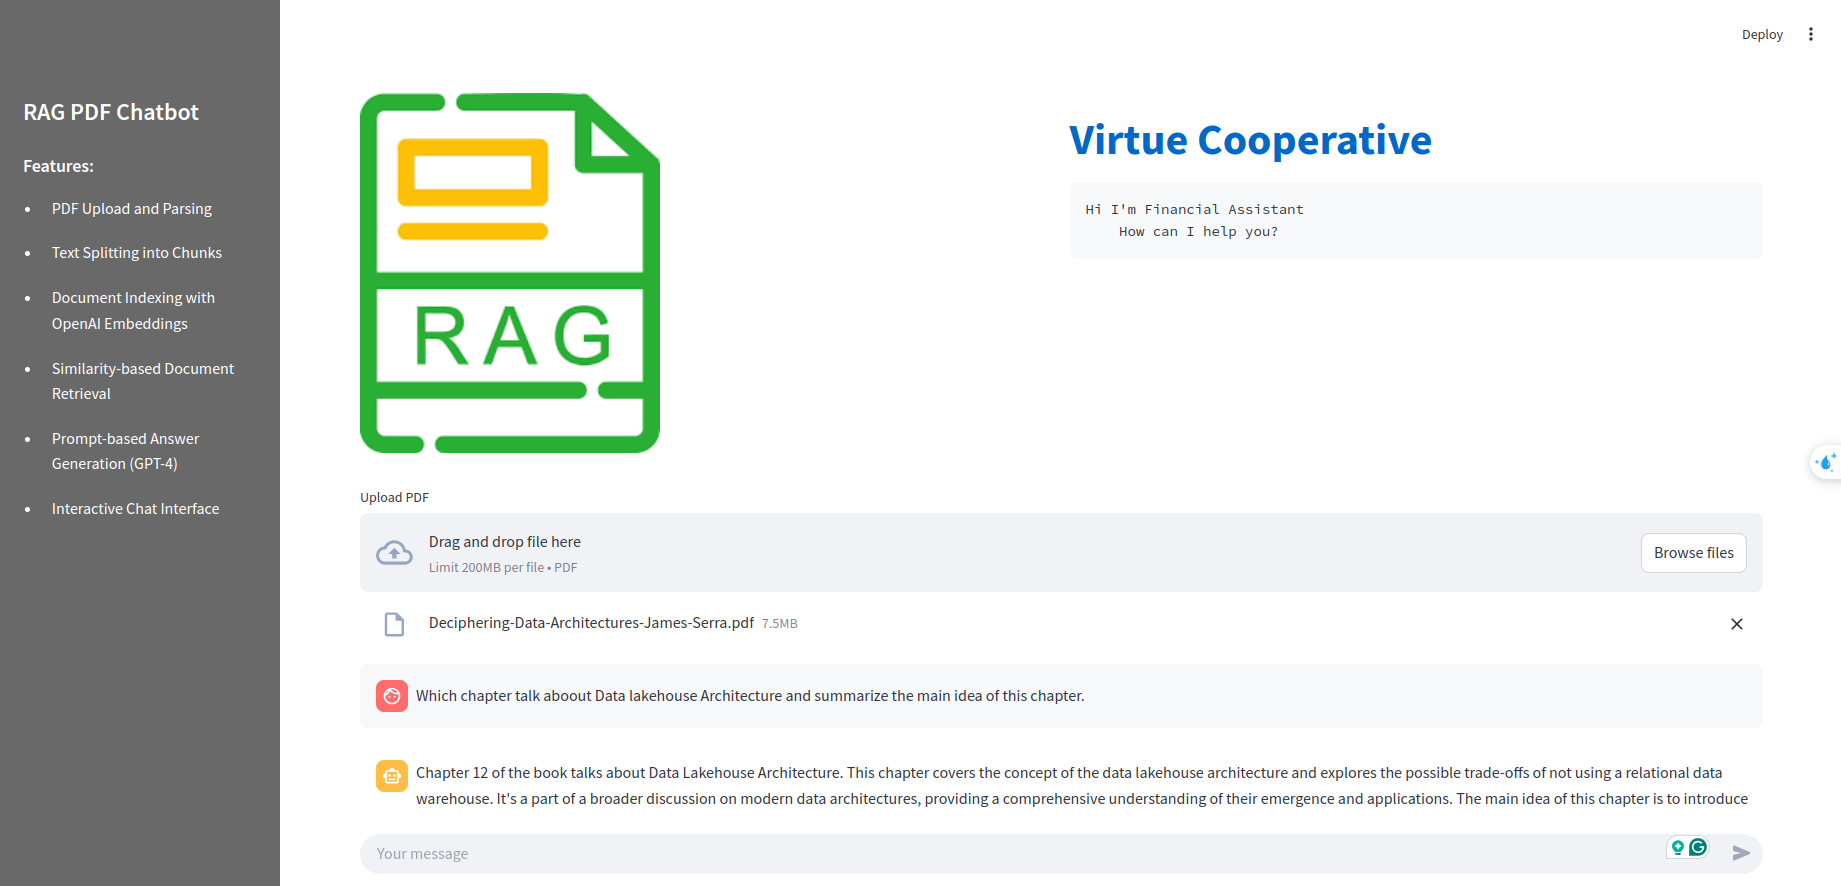 Deploy
RAG PDF Chatbot
Features:
PDF Upload and Parsing
Text Splitting into Chunks
Document Indexing with
OpenAI Embeddings
Similarity-based Document
Retrieval
Prompt-based Answer
Generation (GPT-4)
Interactive Chat Interface
RAG
Virtue Cooperative
Hi I'm Financial Assistant
How can I help you?
Upload PDF
Drag and drop file here
Limit 200MB per file • PDF
Browse files
Deciphering-Data-Architectures-James-Serra.pdf 7.5MB
Which chapter talk aboout Data lakehouse Architecture and summarize the main idea of this chapter.
Chapter 12 of the book talks about Data Lakehouse Architecture. This chapter covers the concept of the data lakehouse architecture and explores the possible trade-offs of not using a relational data
warehouse. It's a part of a broader discussion on modern data architectures, providing a comprehensive understanding of their emergence and applications. The main idea of this chapter is to introduce
Your message